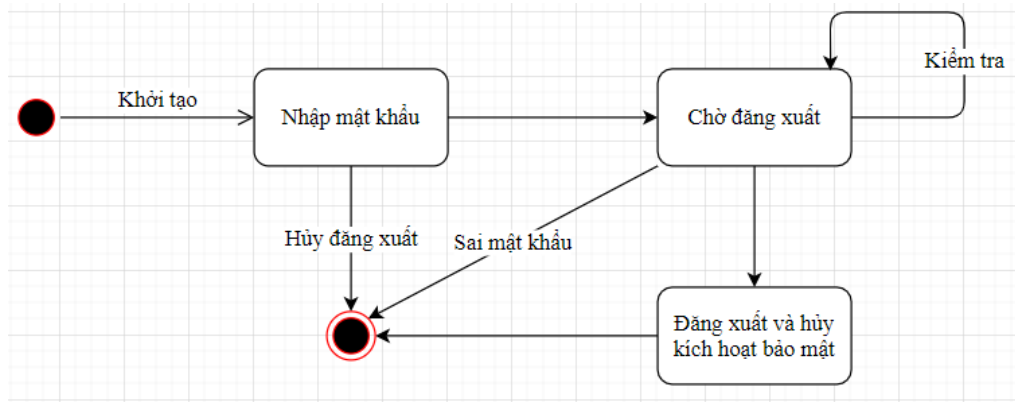 Kiểm tra
Khởi tạo
Nhập mật khẩu
Chờ đăng xuất
Hủy đăng xuất
Sai mật khẩu
Đăng xuất và hủy
kích hoạt bảo mật